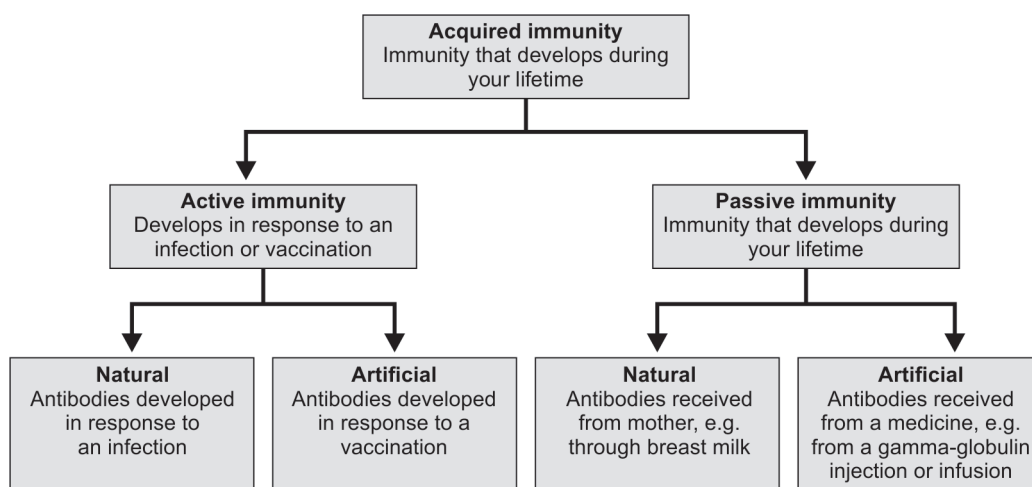 Acquired immunity
Immunity that develops during
your lifetime
Active immunity
Develops in response to an
infection or vaccination
Passive immunity
Immunity that develops during
your lifetime
Natural
Antibodies developed
in response to
an infection
Artificial
Antibodies developed
in response to a
vaccination
Natural
Antibodies received
from mother, e.g.
through breast milk
Artificial
Antibodies received
from a medicine, e.g.
from a gamma-globulin
injection or infusion